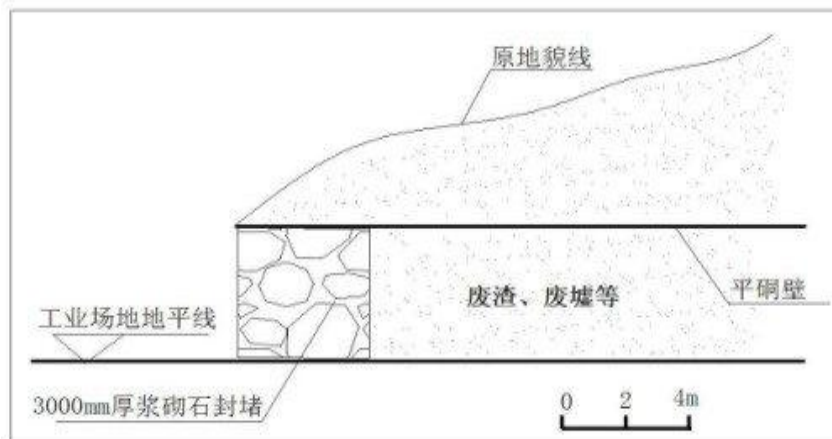 原地貌线
废渣、废墟等
平硐壁
工业场地地平线
3000mm厚浆砌石封堵
0 2 4m